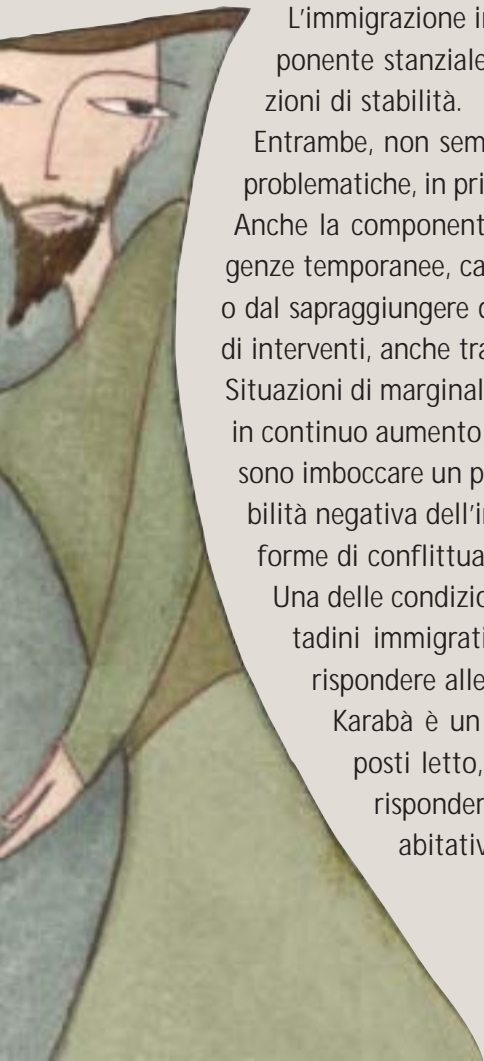 L'immigrazione in
ponente stanziale
zioni di stabilità.
Entrambe, non sem
problematiche, in pri
Anche la component
genze temporanee, ca
o dal sapraggiungere
di interventi, anche tra
Situazioni di marginal
in continuo aumento
sono imboccare un p
bilità negativa dell'i
forme di conflittua
Una delle condizio
tadini immigrati
rispondere alle
Karabà è un
posti letto,
risponder
abitativ